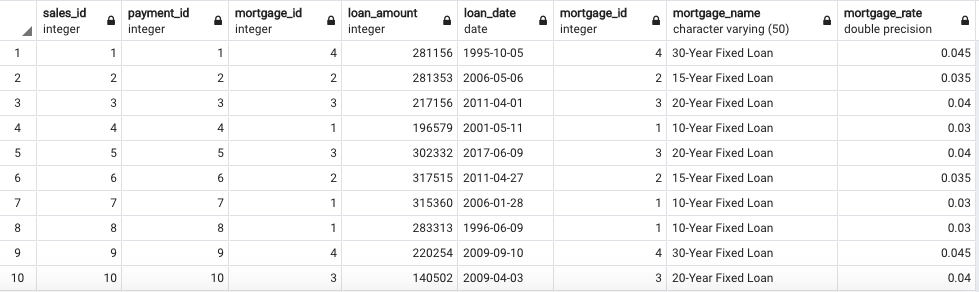 sales_id payment_id mortgage_id loan_amount loan_date mortgage_id mortgage_name mortgage_rate
integer integer integer integer date integer character varying (50) double precision
1 1 1 4 281156 1995-10-05 4 30-Year Fixed Loan 0.045
2 2 2 2 281353 2006-05-06 2 15-Year Fixed Loan 0.035
3 3 3 3 217156 2011-04-01 3 20-Year Fixed Loan 0.04
4 4 4 1 196579 2001-05-11 1 10-Year Fixed Loan 0.03
5 5 5 3 302332 2017-06-09 3 20-Year Fixed Loan 0.04
6 6 6 2 317515 2011-04-27 2 15-Year Fixed Loan 0.035
7 7 7 1 315360 2006-01-28 1 10-Year Fixed Loan 0.03
8 8 8 1 283313 1996-06-09 1 10-Year Fixed Loan 0.03
9 9 9 4 220254 2009-09-10 4 30-Year Fixed Loan 0.045
10 10 10 3 140502 2009-04-03 3 20-Year Fixed Loan 0.04